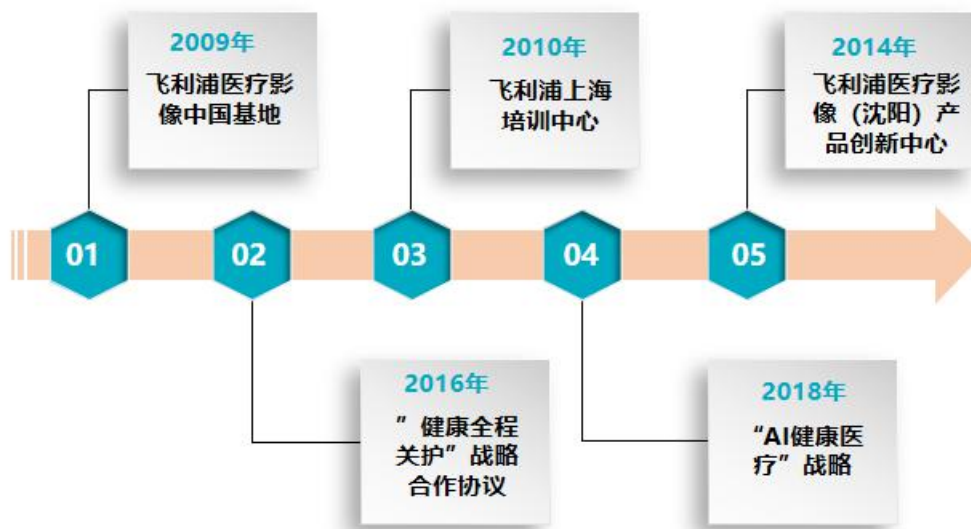 2009年
飞利浦医疗影
像中国基地
2010年
飞利浦上海
培训中心
2014年
飞利浦医疗影
像（沈阳）产
品创新中心
01
02
03
04
05
2016年
”健康全程
关护”战略
合作协议
2018年
“AI健康医
疗”战略